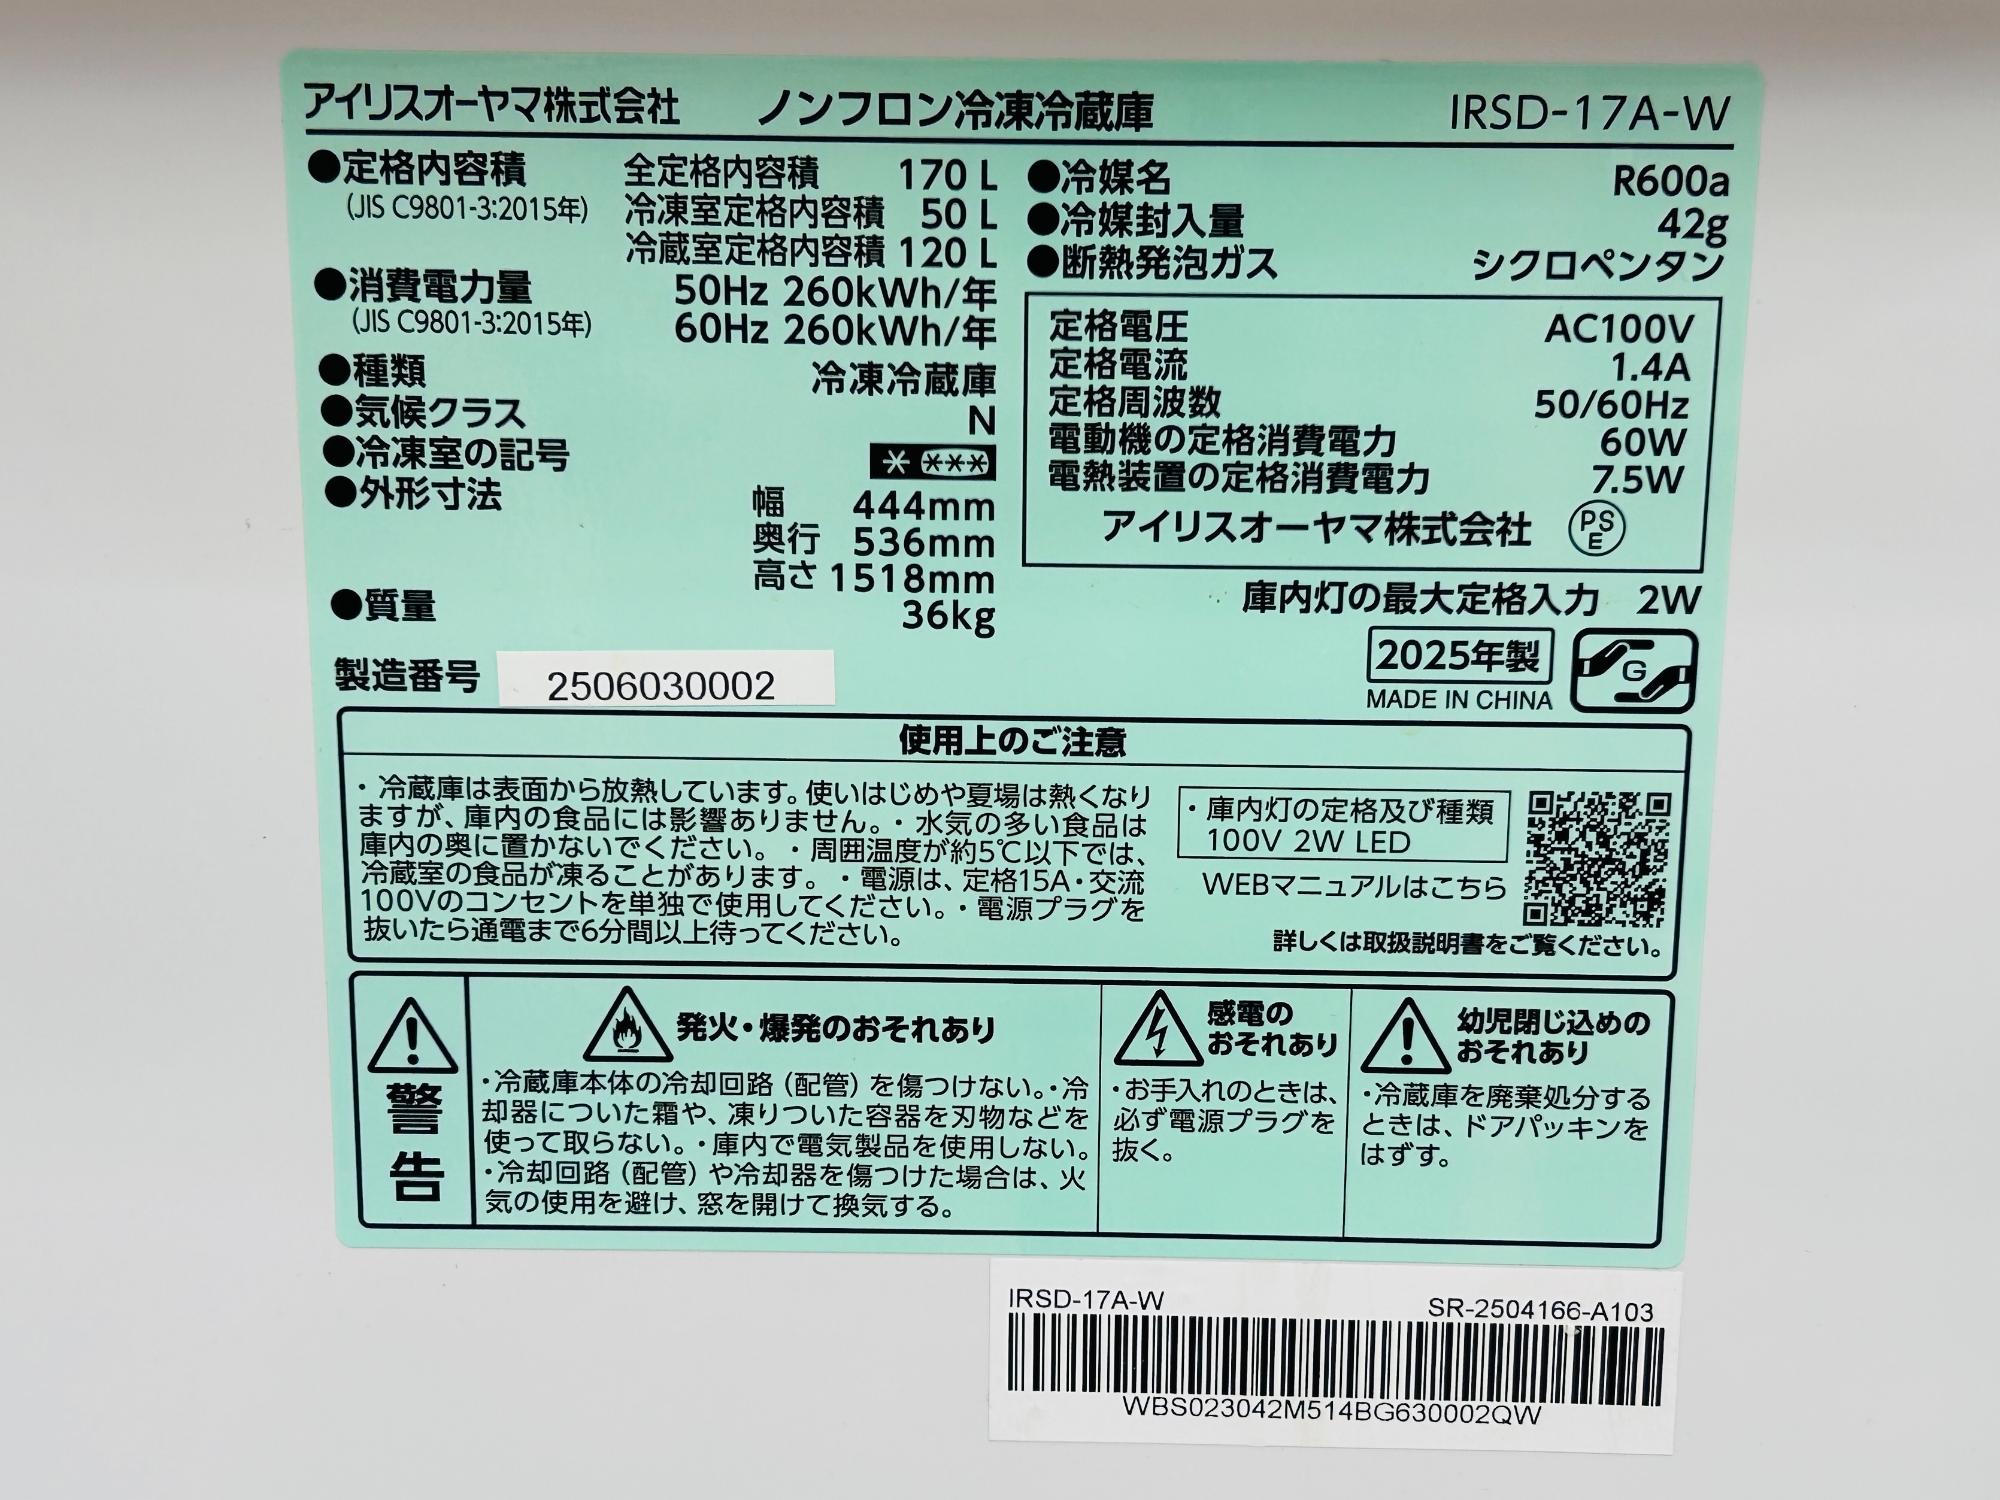 アイリスオーヤマ株式会社 ノンフロン冷凍冷蔵庫 IRSD-17A-W
●定格内容積 全定格内容積 170 L
(JIS C9801-3:2015年) 冷凍室定格内容積 50 L
冷蔵室定格内容積 120 L
●消費電力量 50Hz 260kWh/年
(JIS C9801-3:2015年) 60Hz 260kWh/年
●種類 冷凍冷蔵庫
●気候クラス N
●冷凍室の記号
●外形寸法 幅 444mm
奥行 536mm
高さ 1518mm
●質量 36kg
製造番号 2506030002
●冷媒名 R600a
●冷媒封入量 42g
●断熱発泡ガス シクロペンタン
定格電圧 AC100V
定格電流 1.4A
定格周波数 50/60Hz
電動機の定格消費電力 60W
電熱装置の定格消費電力 7.5W
アイリスオーヤマ株式会社 PSE
庫内灯の最大定格入力 2W
2025年製
MADE IN CHINA
G
使用上のご注意
・冷蔵庫は表面から放熱しています。使いはじめや夏場は熱くなり
ますが、庫内の食品には影響ありません。・水気の多い食品は
庫内の奥に置かないでください。・周囲温度が約5℃以下では、
冷蔵室の食品が凍ることがあります。・電源は、定格15A・交流
100Vのコンセントを単独で使用してください。・電源プラグを
抜いたら通電まで6分間以上待ってください。
・庫内灯の定格及び種類
100V 2W LED
WEBマニュアルはこちら
詳しくは取扱説明書をご覧ください。
警告
発火・爆発のおそれあり
・冷蔵庫本体の冷却回路（配管）を傷つけない。・冷
却器についた霜や、凍りついた容器を刃物などを
使って取らない。・庫内で電気製品を使用しない。
・冷却回路（配管）や冷却器を傷つけた場合は、火
気の使用を避け、窓を開けて換気する。
感電の
おそれあり
・お手入れのときは、
必ず電源プラグを
抜く。
幼児閉じ込めの
おそれあり
・冷蔵庫を廃棄処分する
ときは、ドアパッキンを
はずす。
IRSD-17A-W SR-2504166-A103
WBS023042M514BG630002QW